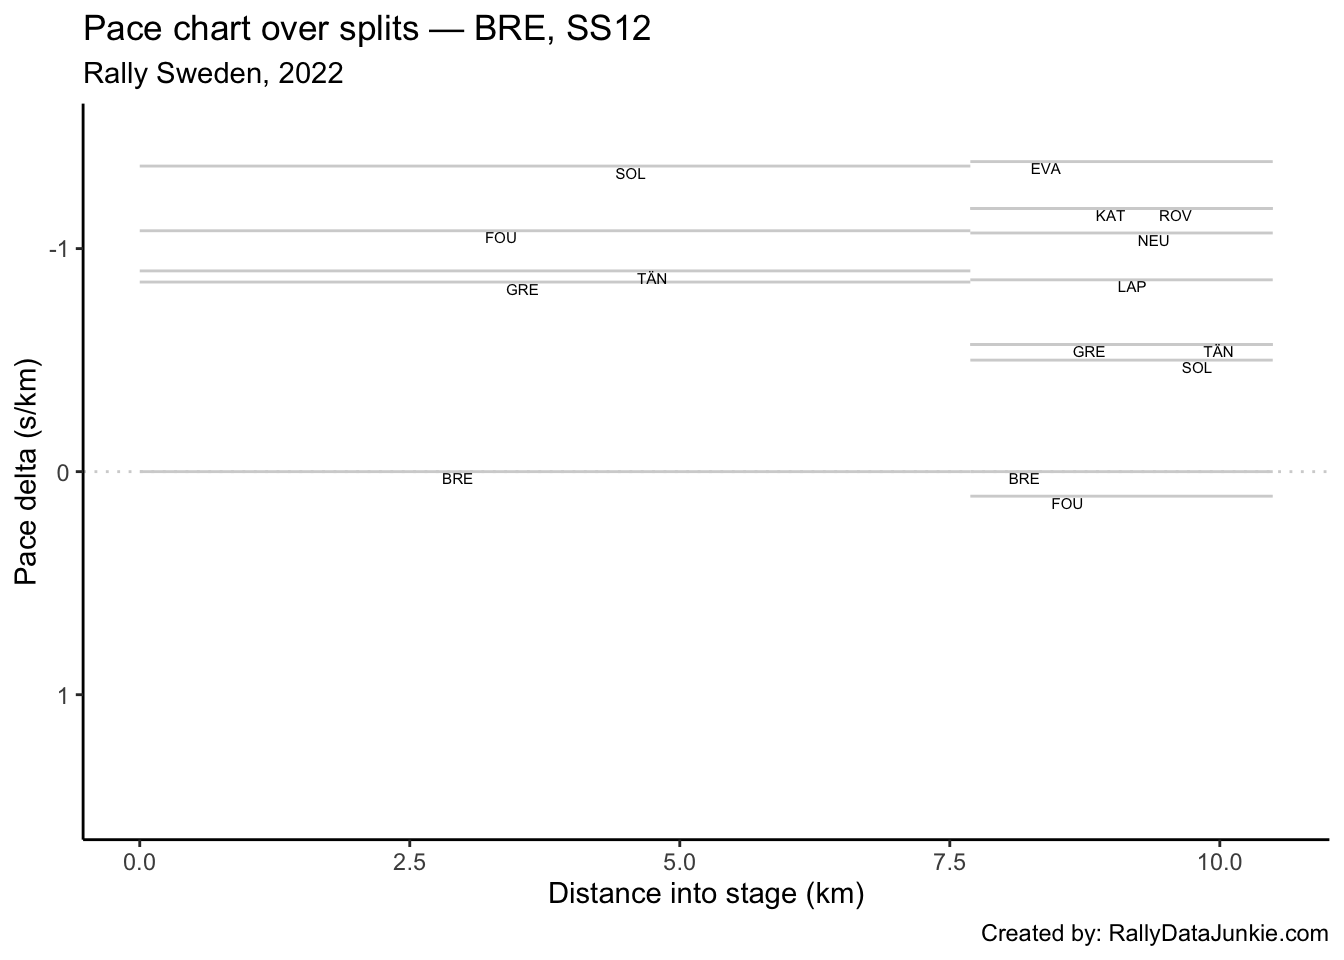 Pace chart over splits — BRE, SS12
Rally Sweden, 2022
SOL
EVA
KAT ROV
FOU
NEU
-1
TÄN
GRE
LAP
GRE TÄN
SOL
0
BRE BRE
FOU
1
Pace delta (s/km)
0.0 2.5 5.0 7.5 10.0
Distance into stage (km)
Created by: RallyDataJunkie.com